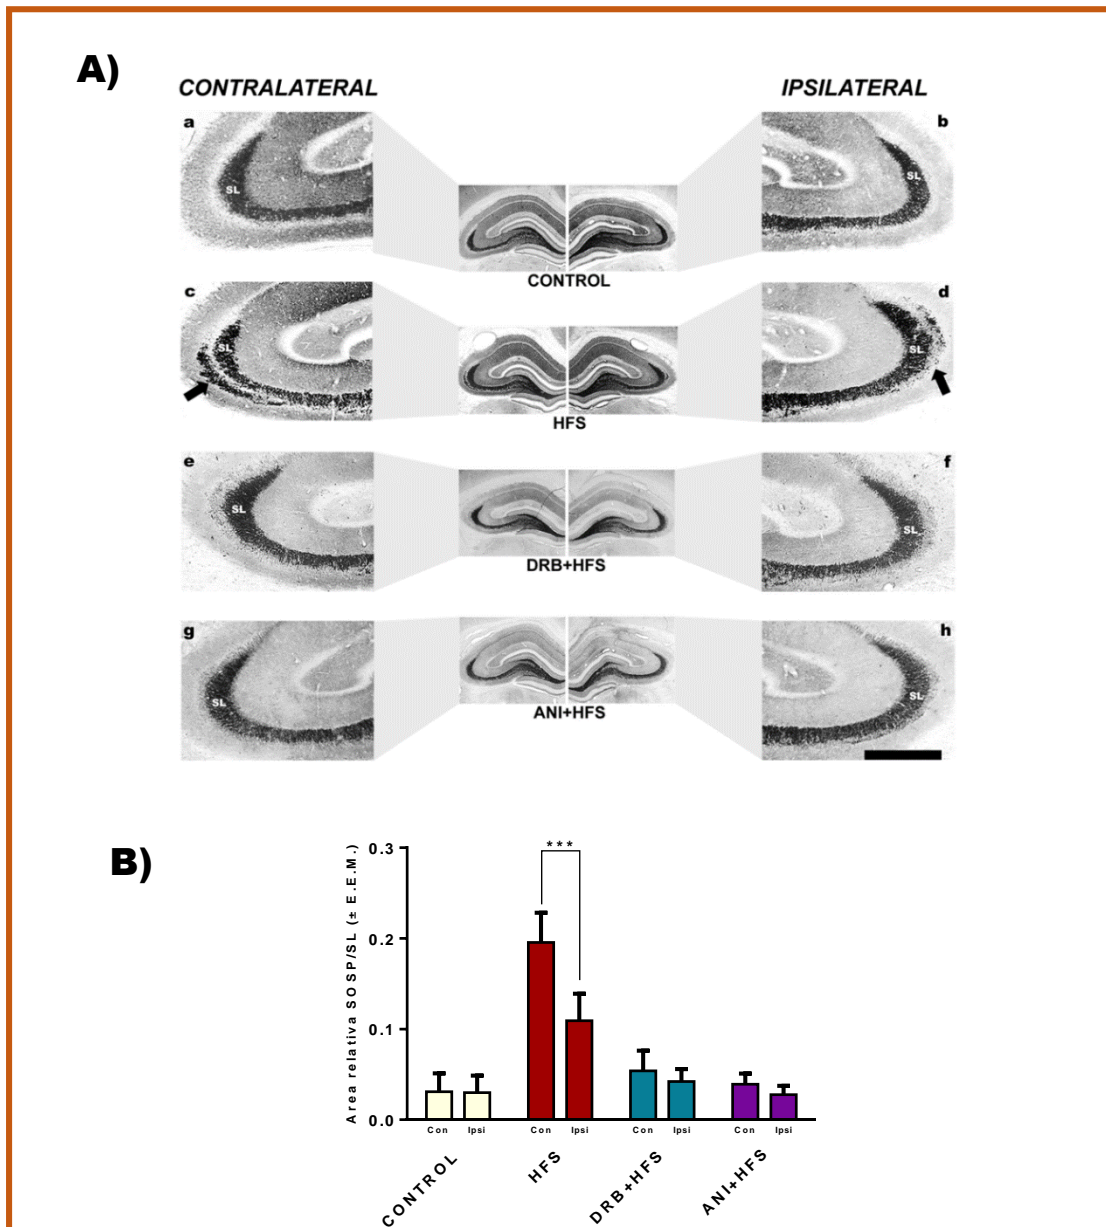 A)
CONTRALATERAL
IPSILATERAL
a
b
SL
SL
CONTROL
c
d
SL
SL
HFS
e
f
SL
SL
DRB+HFS
g
h
SL
SL
ANI+HFS
B)
Area relativa SOSP/SL (± E.E.M.)
0.3
0.2
0.1
0.0
***
Con Ipsi Con Ipsi Con Ipsi Con Ipsi
CONTROL HFS DRB+HFS ANI+HFS